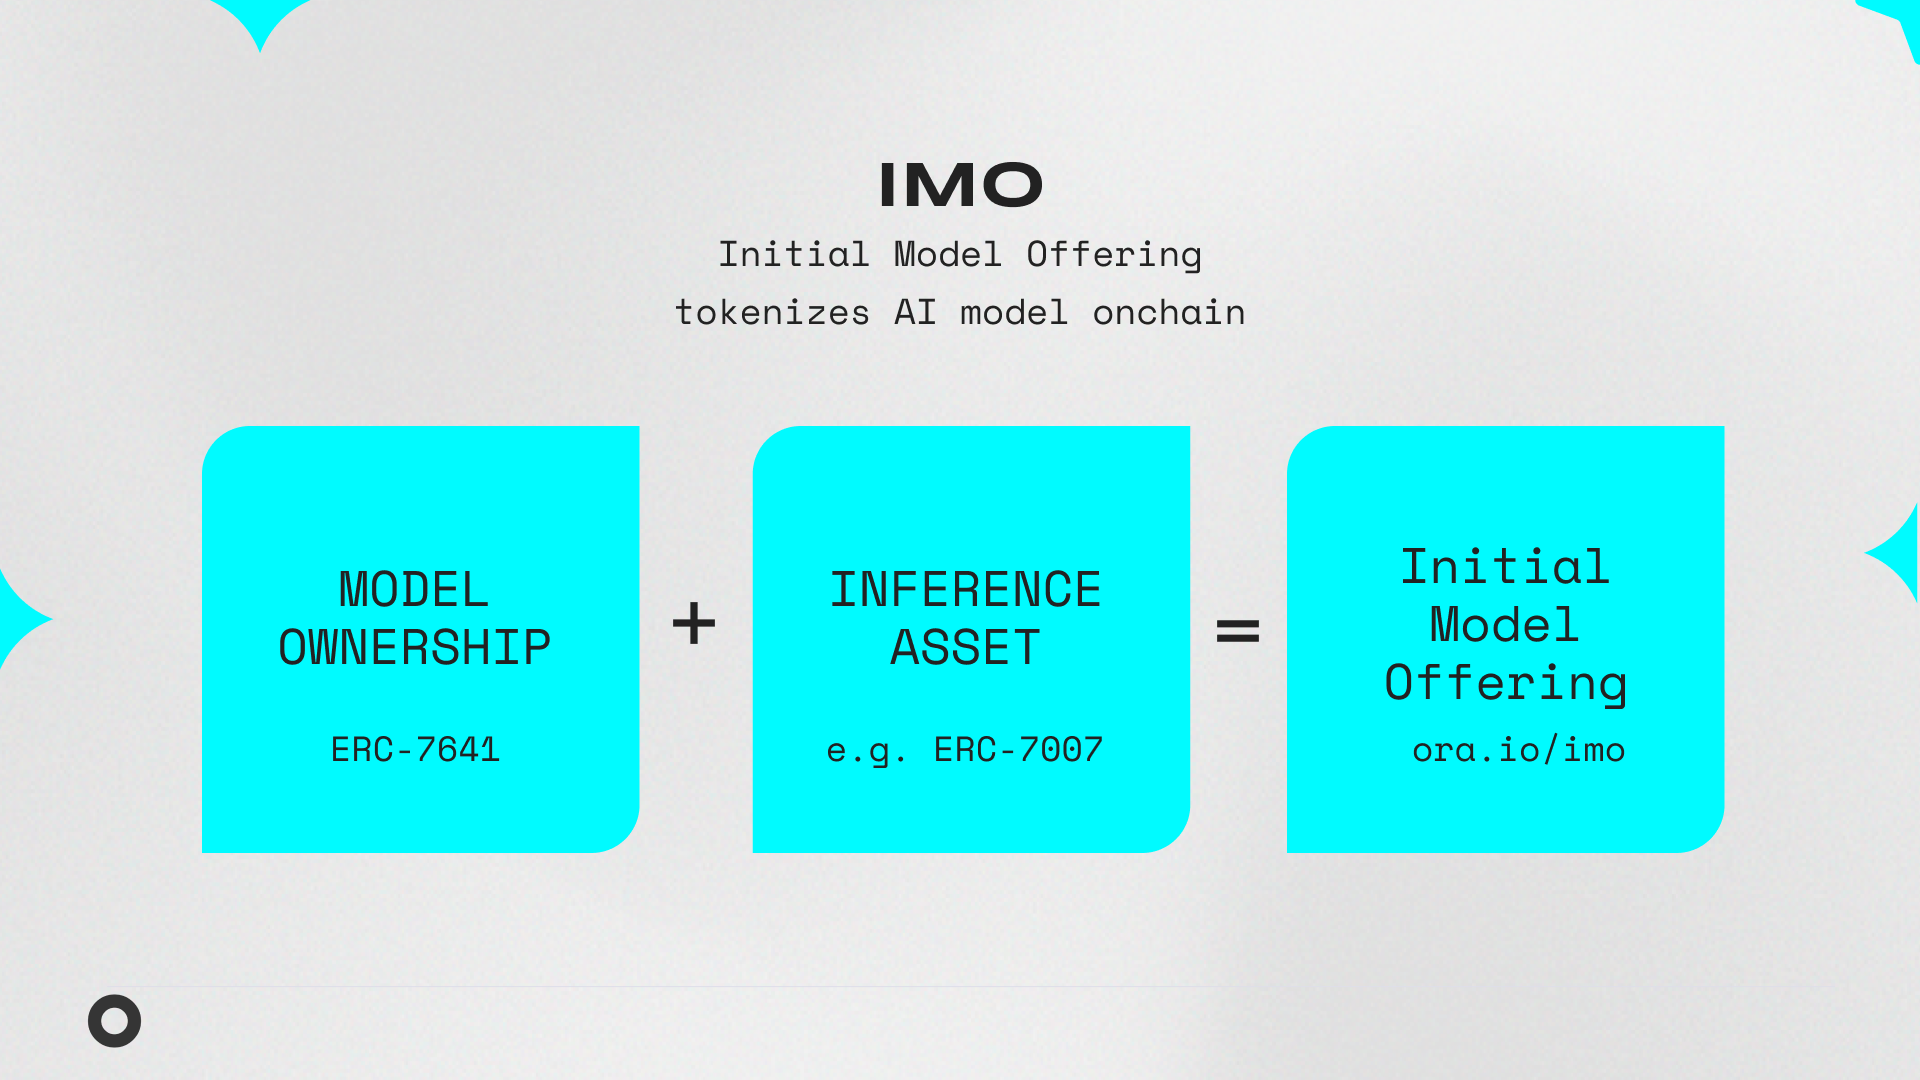 IMO
Initial Model Offering
tokenizes AI model onchain
MODEL
OWNERSHIP
ERC-7641
+
INFERENCE
ASSET
e.g. ERC-7007
=
Initial
Model
Offering
ora.io/imo